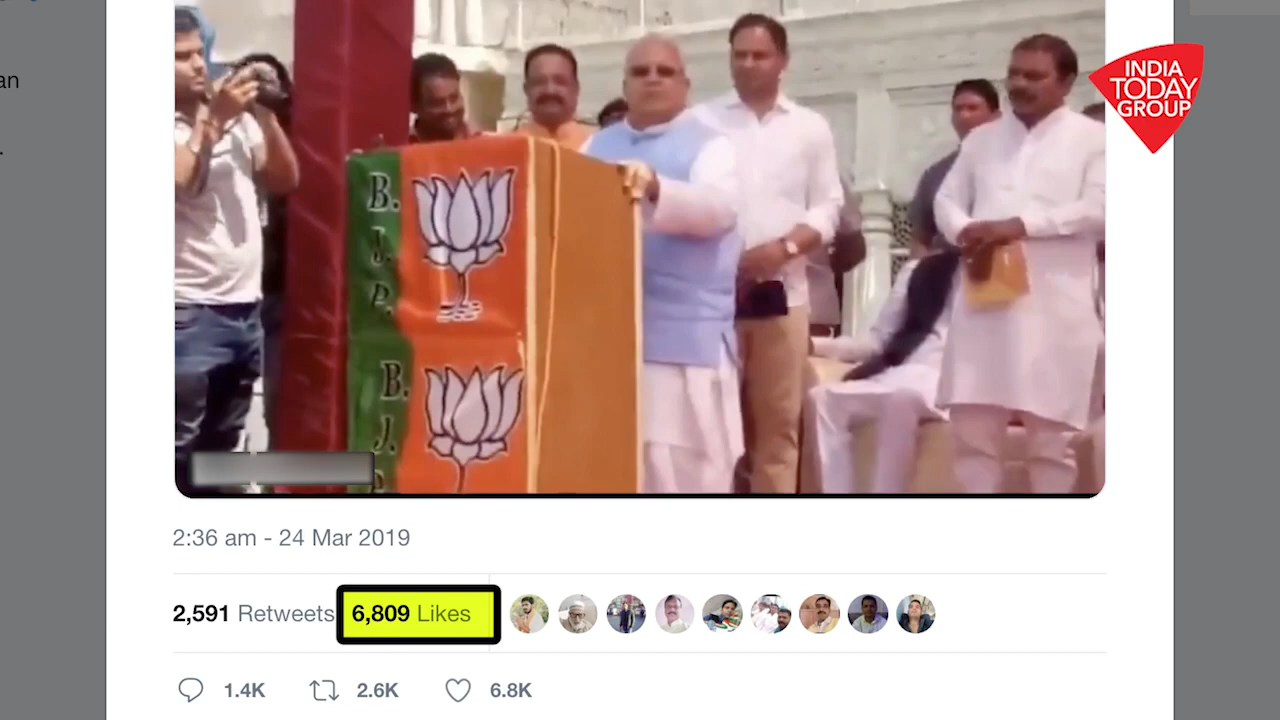 an
INDIA
TODAY
GROUP
B.
J.
P.
B.
J.
P
2:36 am - 24 Mar 2019
2,591 Retweets 6,809 Likes
1.4K 2.6K 6.8K